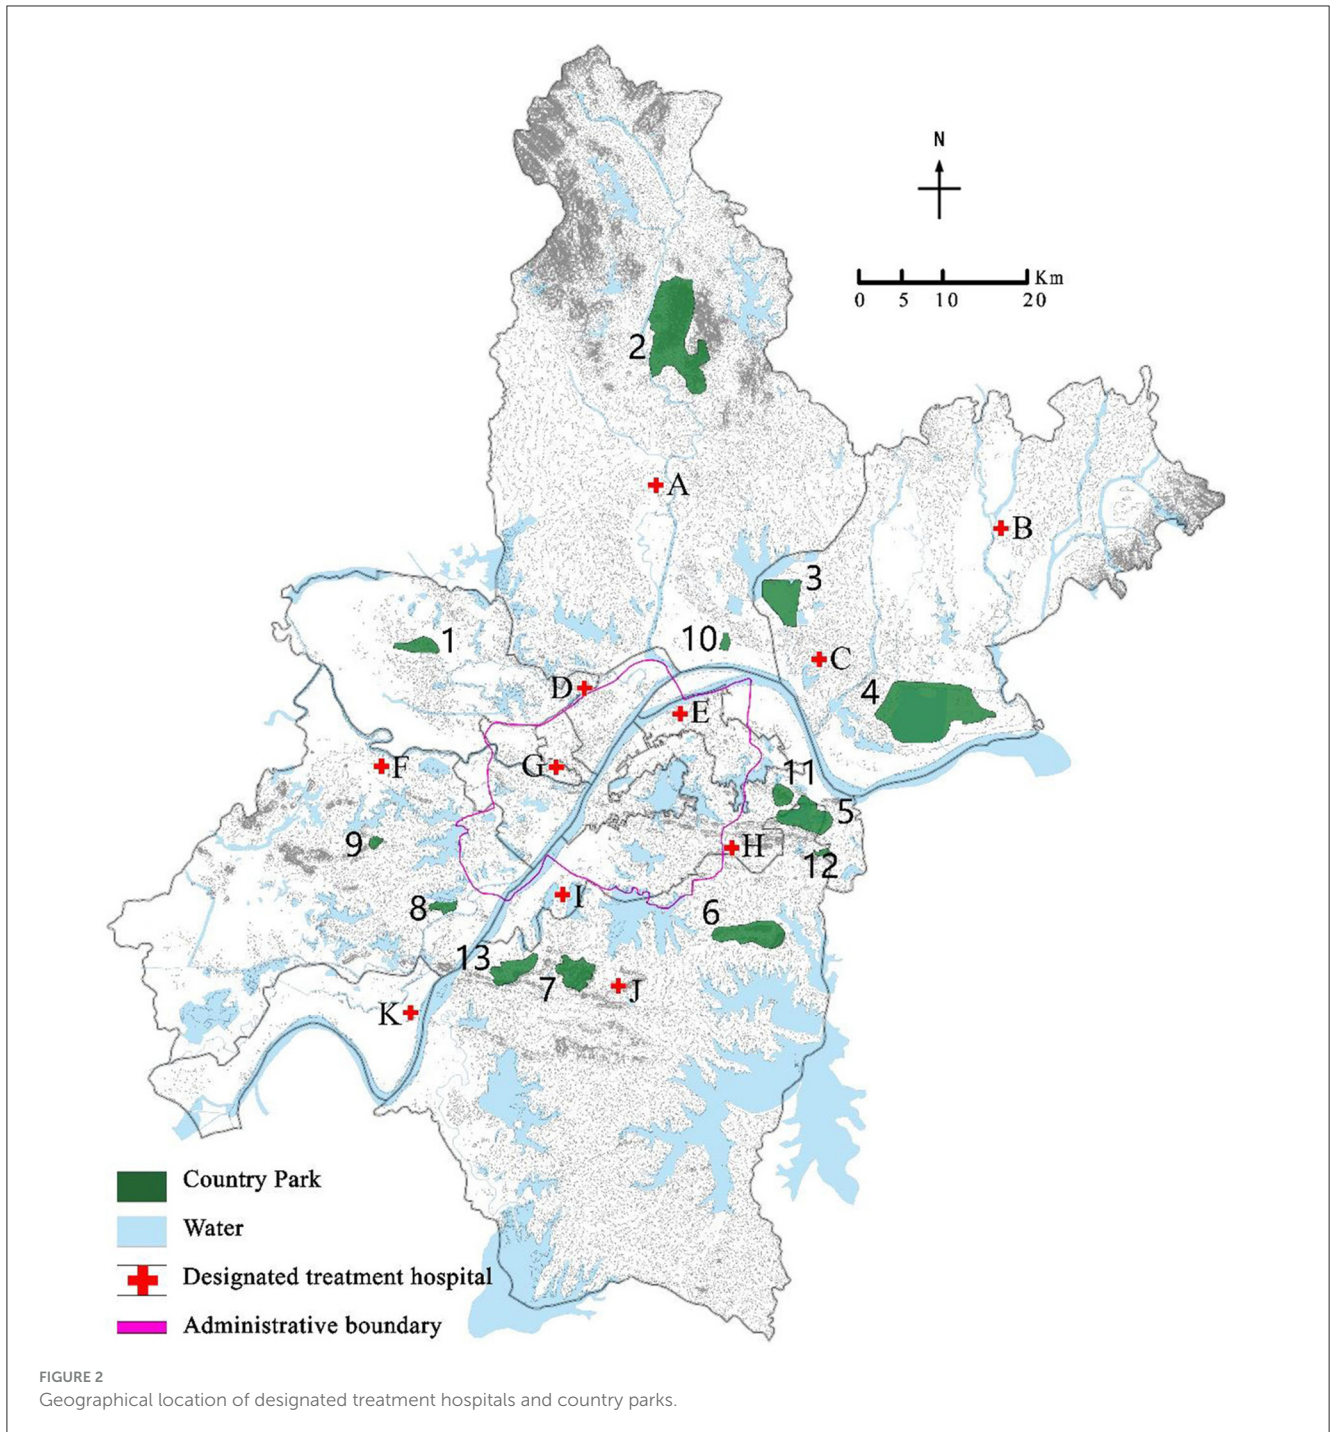 N
Km
0 5 10 20
2
A
B
3
10
1
C
D
4
E
G
F
11
5
9
H
12
8
I
6
13
7
J
K
Country Park
Water
Designated treatment hospital
Administrative boundary
FIGURE 2
Geographical location of designated treatment hospitals and country parks.